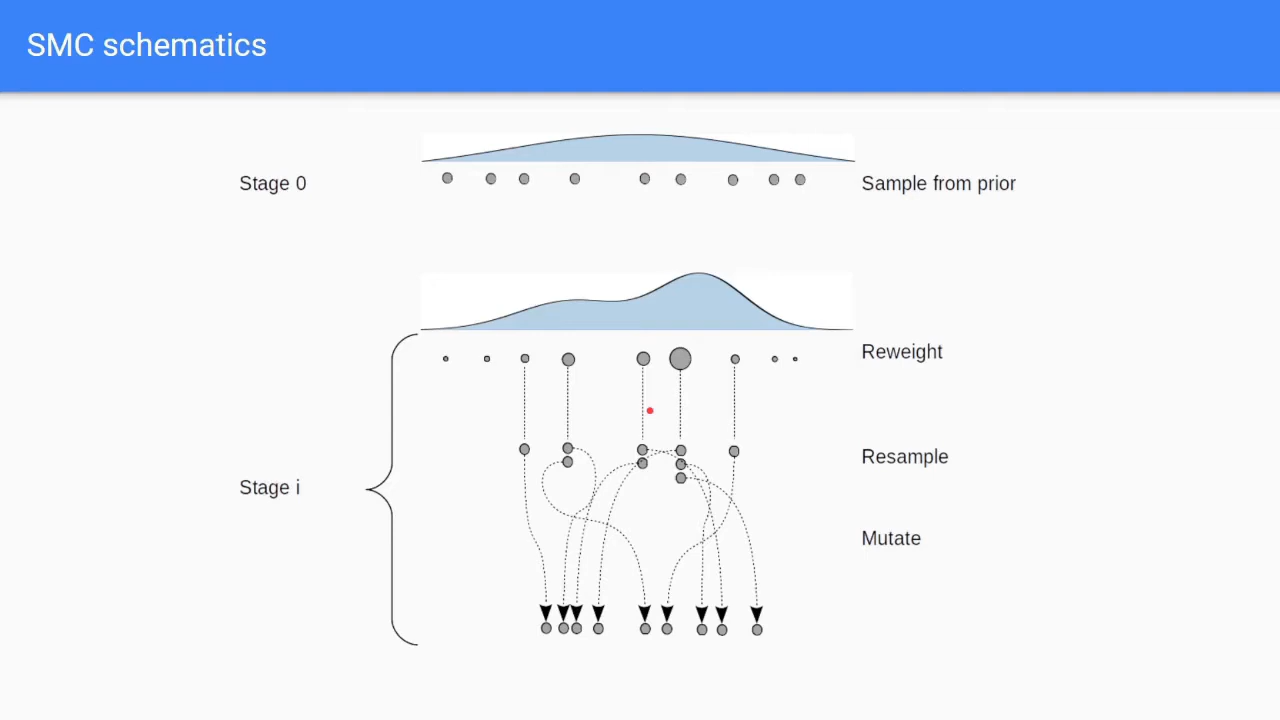 SMC schematics
Stage 0
Sample from prior
Reweight
Resample
Stage i
Mutate